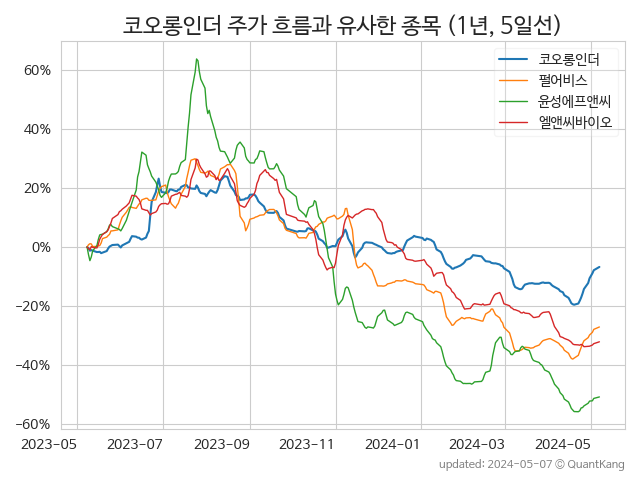 코오롱인더 주가 흐름과 유사한 종목 (1년, 5일선)
코오롱인더
펄어비스
윤성에프앤씨
엘앤씨바이오
60%
40%
20%
0%
−20%
−40%
−60%
2023-05 2023-07 2023-09 2023-11 2024-01 2024-03 2024-05
updated: 2024-05-07 © QuantKang